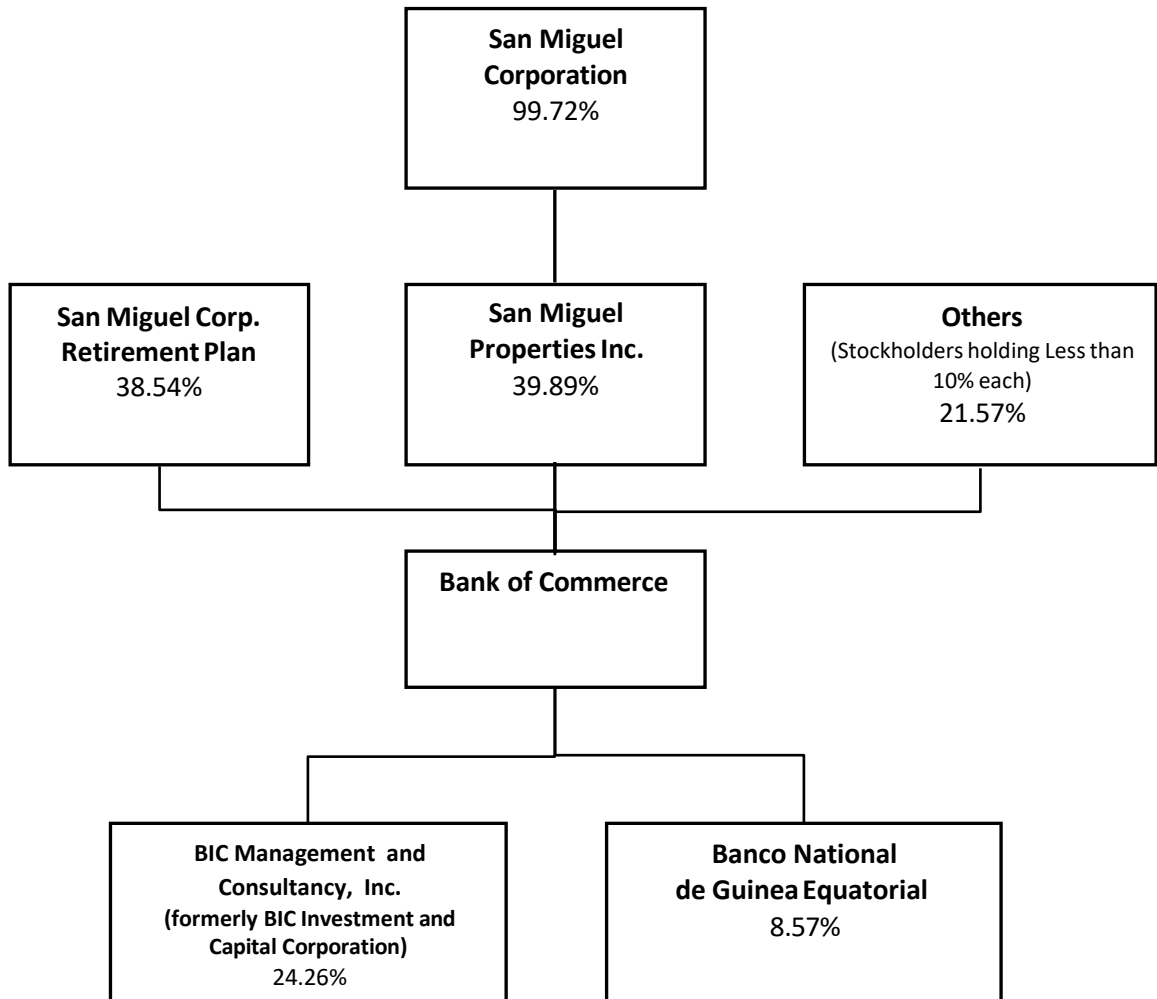 San Miguel
Corporation
99.72%
San Miguel Corp.
Retirement Plan
38.54%
San Miguel
Properties Inc.
39.89%
Others
(Stockholders holding Less than
10% each)
21.57%
Bank of Commerce
BIC Management and
Consultancy, Inc.
(formerly BIC Investment and
Capital Corporation)
24.26%
Banco National
de Guinea Equatorial
8.57%